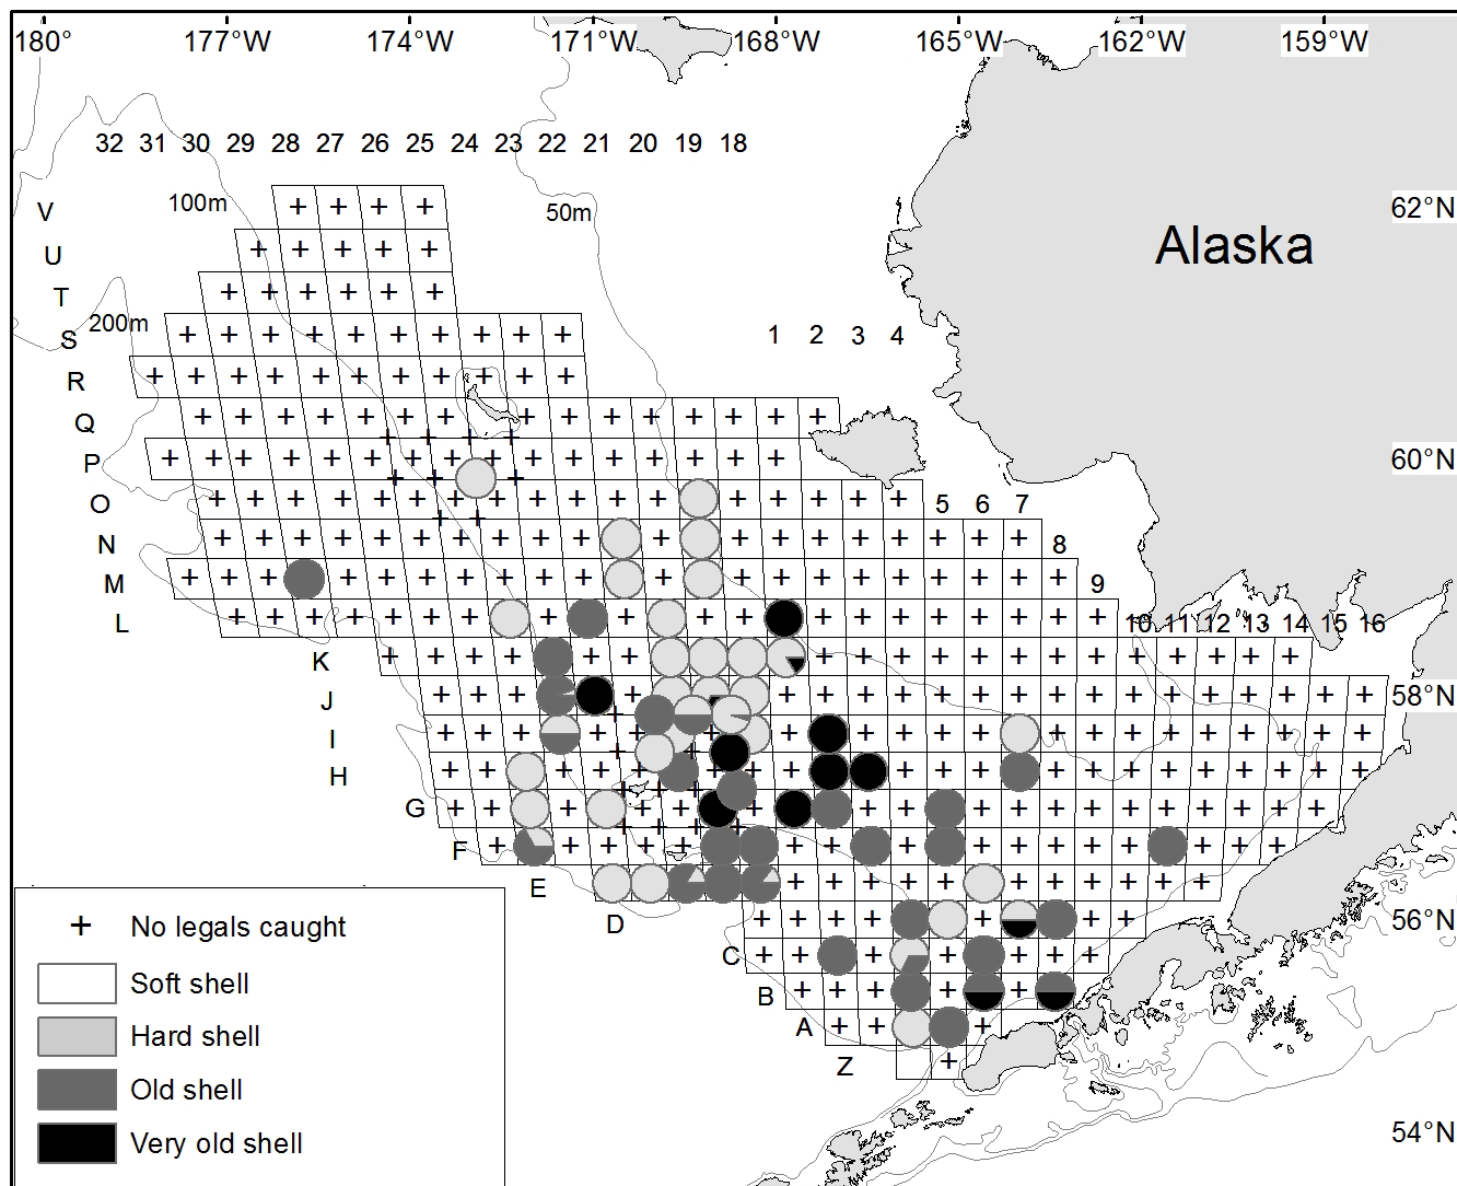 180° 177°W 174°W 171°W 168°W 165°W 162°W 159°W
32 31 30 29 28 27 26 25 24 23 22 21 20 19 18
100m
V
50m
62°N
U
Alaska
T
200m
S
1 2 3 4
R
Q
P
60°N
O
5 6 7
N
8
M
9
L
10 11 12 13 14 15 16
K
J
58°N
I
H
G
F
E
D
56°N
No legals caught
C
Soft shell
B
A
Hard shell
Z
Old shell
54°N
Very old shell